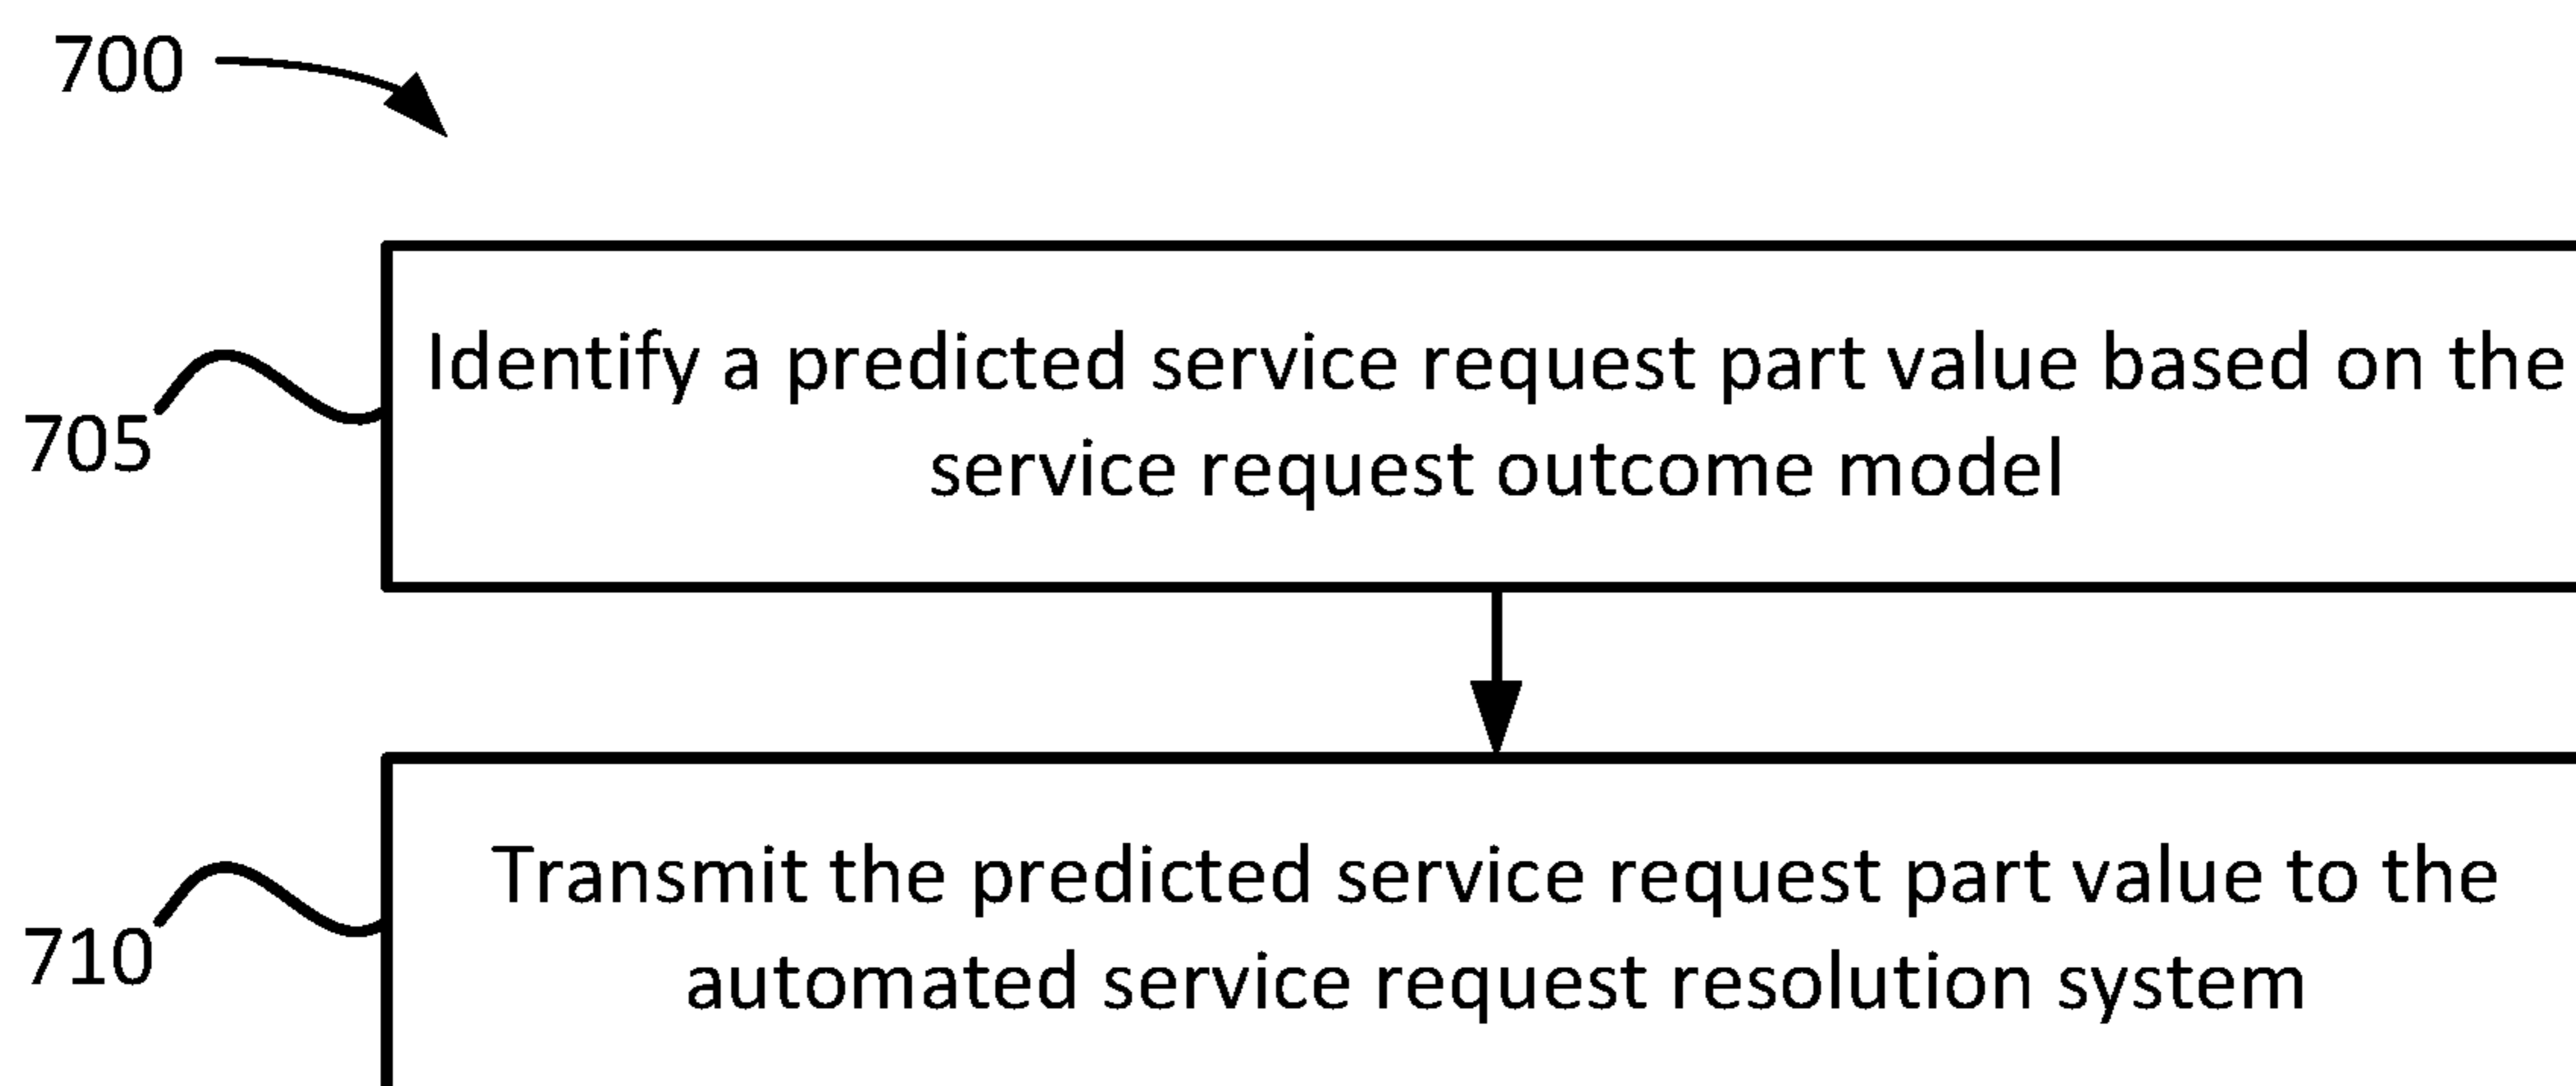 700
Identify a predicted service request part value based on the
service request outcome model
705
Transmit the predicted service request part value to the
automated service request resolution system
710